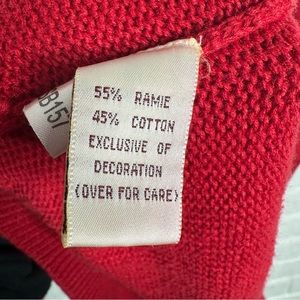 55% RAMIE
45% COTTON
EXCLUSIVE OF
DECORATION
(OVER FOR CARE)